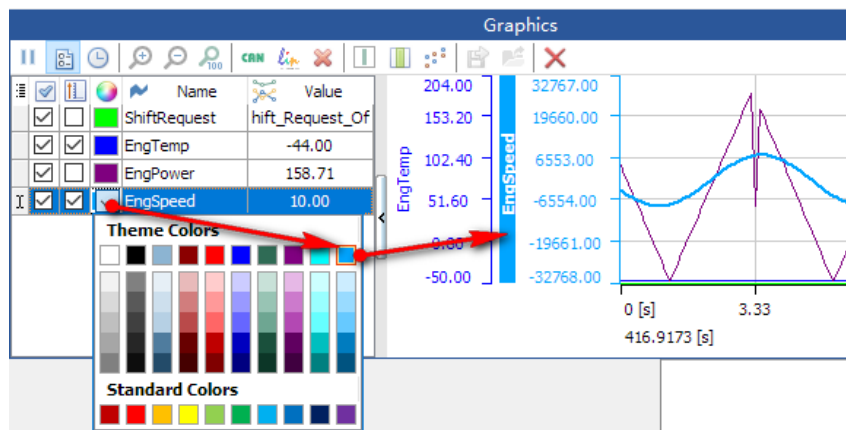 Graphics
100 CAN Lin
Name Value
ShiftRequest hift_Request_Of
EngTemp -44.00
EngPower 158.71
EngSpeed 10.00
Theme Colors
Standard Colors
EngTemp
204.00
153.20
102.40
51.60
0.00
-50.00
EngSpeed
32767.00
19660.00
6553.00
-6554.00
-19661.00
-32768.00
0 [s] 3.33
416.9173 [s]